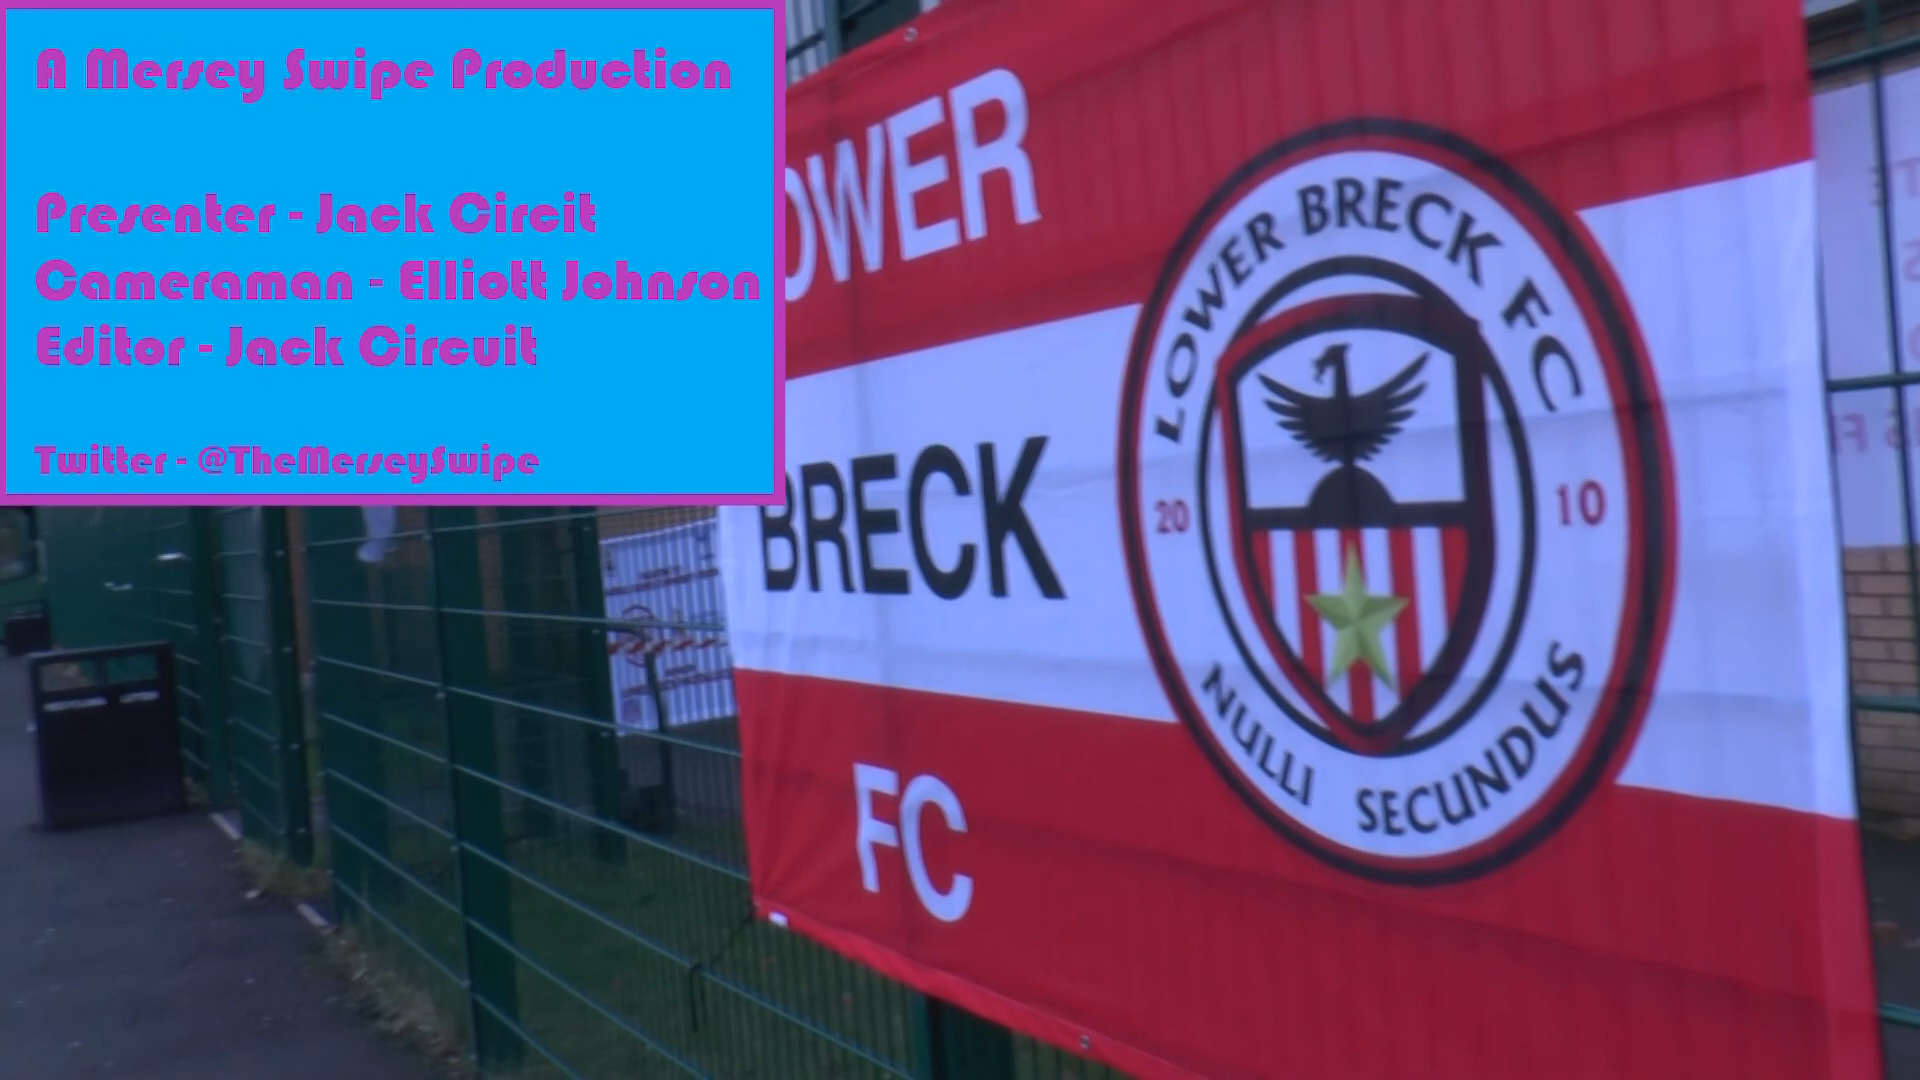 A Mersey Swipe Production
Presenter - Jack Circit
Cameraman - Elliott Johnson
Editor - Jack Circuit
Twitter - @TheMerseySwipe
OWER
BRECK
FC
LOWER BRECK FC
20 10
NULLI SECUNDUS